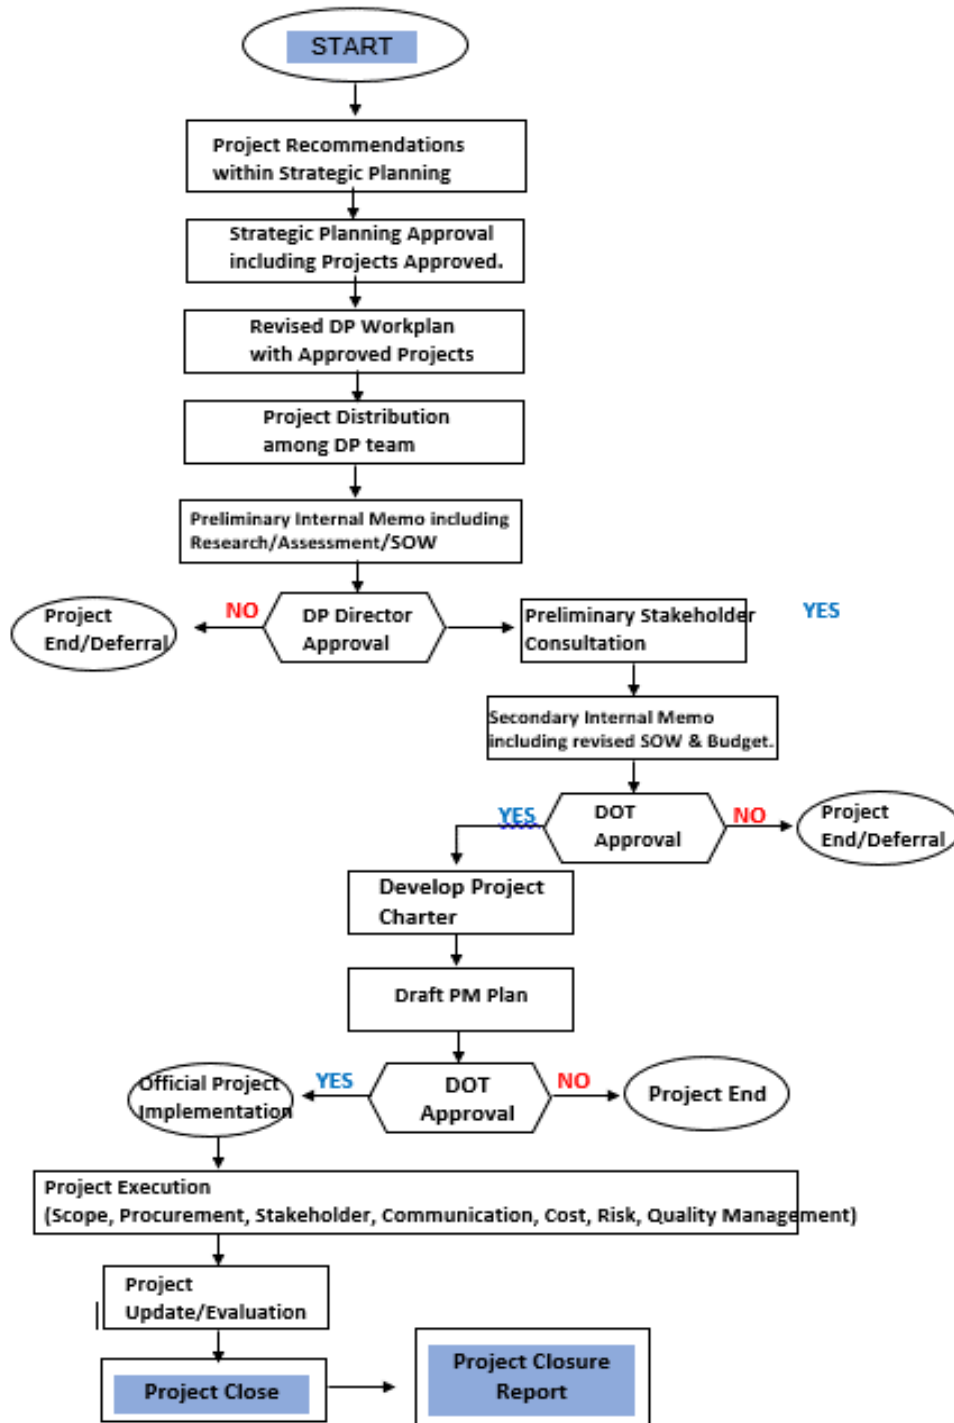 START
Project Recommendations
within Strategic Planning
Strategic Planning Approval
including Projects Approved.
Revised DP Workplan
with Approved Projects
Project Distribution
among DP team
Preliminary Internal Memo including
Research/Assessment/SOW
Project
End/Deferral
NO
DP Director
Approval
Preliminary Stakeholder
Consultation
YES
Secondary Internal Memo
including revised SOW & Budget.
YES
DOT
Approval
NO
Project
End/Deferral
Develop Project
Charter
Draft PM Plan
Official Project
Implementation
YES
DOT
Approval
NO
Project End
Project Execution
(Scope, Procurement, Stakeholder, Communication, Cost, Risk, Quality Management)
Project
Update/Evaluation
Project Close
Project Closure
Report